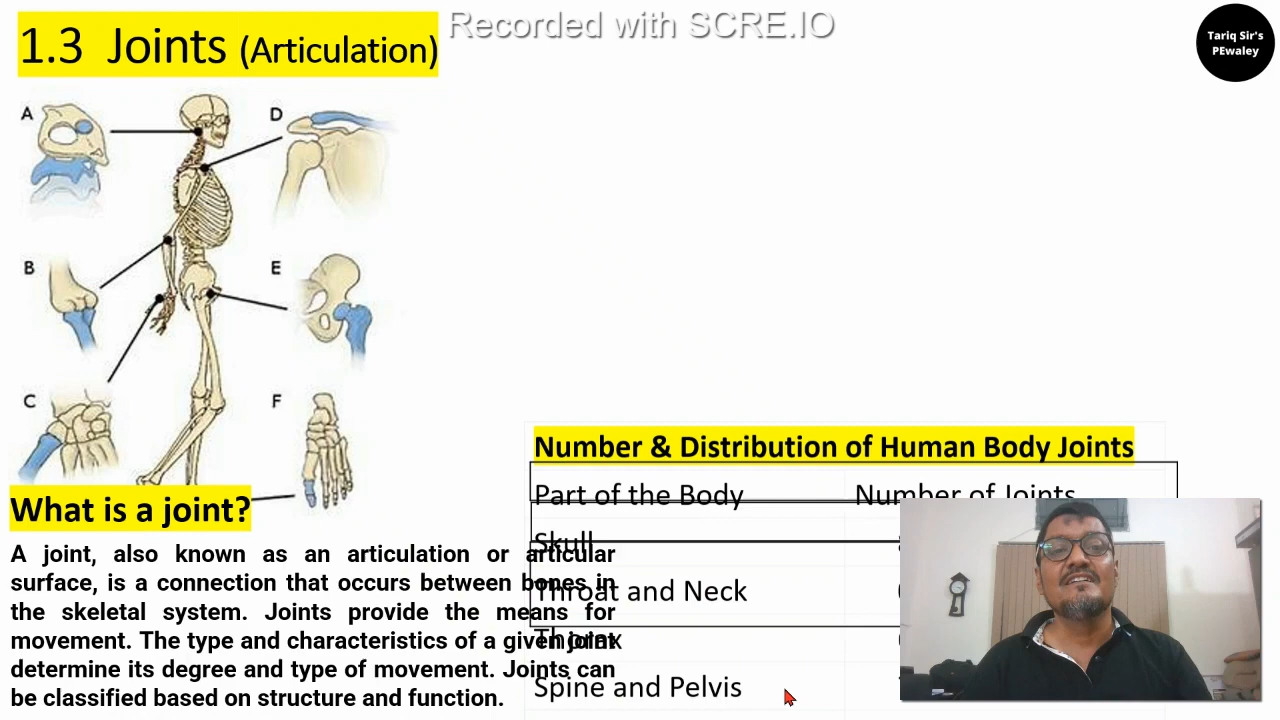 1.3 Joints (Articulation)
Recorded with SCRE.IO
Tariq Sir's
PEwaley
A
D
B
E
C
F
What is a joint?
A joint, also known as an articulation or articular
surface, is a connection that occurs between bones in
the skeletal system. Joints provide the means for
movement. The type and characteristics of a given joint
determine its degree and type of movement. Joints can
be classified based on structure and function.
Number & Distribution of Human Body Joints
Part of the Body Number of Joints
Skull
Throat and Neck
Thorax
Spine and Pelvis